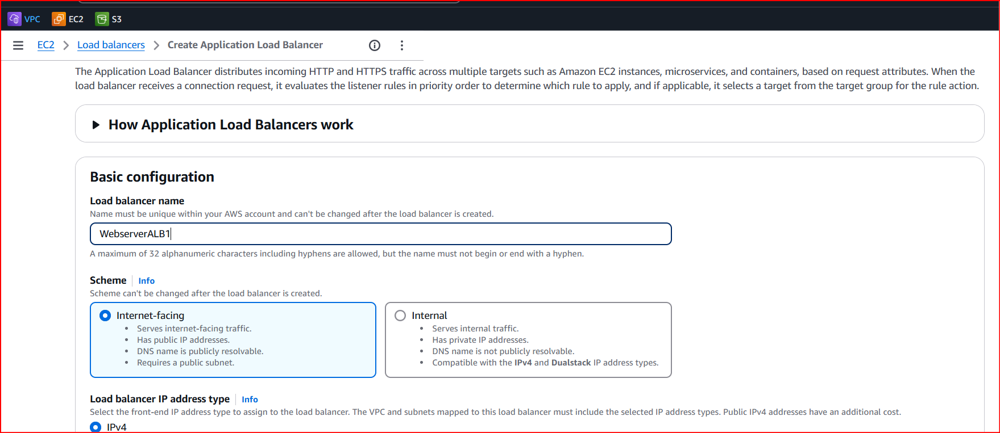 VPC EC2 S3
EC2 Load balancers Create Application Load Balancer
The Application Load Balancer distributes incoming HTTP and HTTPS traffic across multiple targets such as Amazon EC2 instances, microservices, and containers, based on request attributes. When the
load balancer receives a connection request, it evaluates the listener rules in priority order to determine which rule to apply, and if applicable, it selects a target from the target group for the rule action.
How Application Load Balancers work
Basic configuration
Load balancer name
Name must be unique within your AWS account and can't be changed after the load balancer is created.
WebserverALB1
A maximum of 32 alphanumeric characters including hyphens are allowed, but the name must not begin or end with a hyphen.
Scheme Info
Scheme can't be changed after the load balancer is created.
Internet-facing
• Serves internet-facing traffic.
• Has public IP addresses.
• DNS name is publicly resolvable.
• Requires a public subnet.
Internal
• Serves internal traffic.
• Has private IP addresses.
• DNS name is not publicly resolvable.
• Compatible with the IPv4 and Dualstack IP address types.
Load balancer IP address type Info
Select the front-end IP address type to assign to the load balancer. The VPC and subnets mapped to this load balancer must include the selected IP address types. Public IPv4 addresses have an additional cost.
IPv4